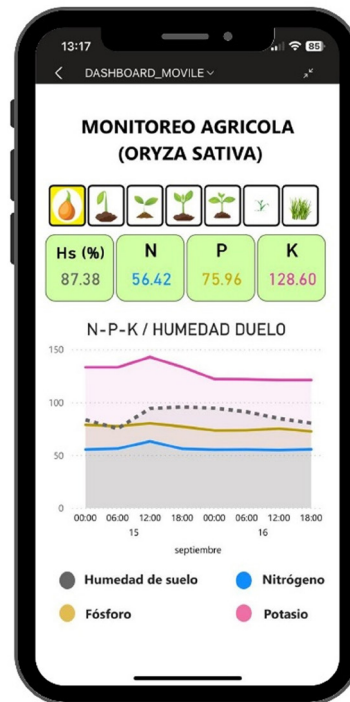 13:17
85
DASHBOARD_MOVILE
MONITOREO AGRICOLA
(ORYZA SATIVA)
Hs (%)
87.38
N
56.42
P
75.96
K
128.60
N-P-K / HUMEDAD DUELO
150
100
50
0
00:00 06:00 12:00 18:00 00:00 06:00 12:00 18:00
15 16
septiembre
Humedad de suelo
Nitrógeno
Fósforo
Potasio